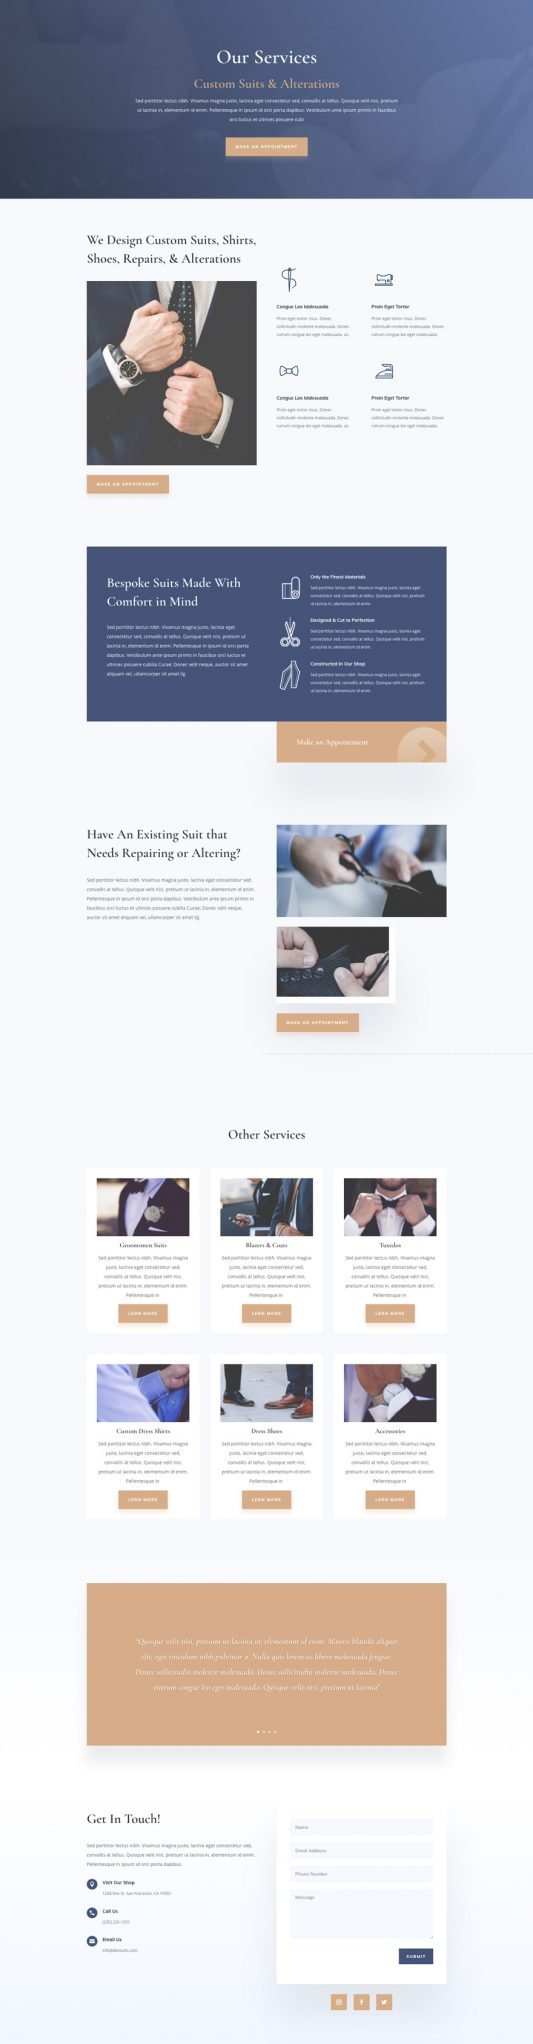 Our Services
Custom Suits & Alterations
Sed porttitor lectus nibh. Vivamus magna justo, lacinia eget consectetur sed, convallis at tellus. Quisque velit nisi, pretium
ut lacinia in, elementum id enim. Pellentesque in ipsum id orci porta dapibus. Vestibulum ante ipsum primis in faucibus
orci luctus et ultrices posuere cubi
MAKE AN APPOINTMENT
We Design Custom Suits, Shirts,
Shoes, Repairs, & Alterations
MAKE AN APPOINTMENT
Congue Leo Malesuada
Proin eget tortor risus. Donec
sollicitudin molestie malesuada. Donec
rutrum congue leo eget malesuada. us.
Proin Eget Tortor
Proin eget tortor risus. Donec
sollicitudin molestie malesuada. Donec
rutrum congue leo eget malesuada.
Congue Leo Malesuada
Proin eget tortor risus. Donec
sollicitudin molestie malesuada. Donec
rutrum congue leo eget malesuada. us.
Proin Eget Tortor
Proin eget tortor risus. Donec
sollicitudin molestie malesuada. Donec
rutrum congue leo eget malesuada.
Bespoke Suits Made With
Comfort in Mind
Sed porttitor lectus nibh. Vivamus magna justo, lacinia eget
consectetur sed, convallis at tellus. Quisque velit nisi, pretium ut
lacinia in, elementum id enim. Pellentesque in ipsum id orci porta
dapibus. Vestibulum ante ipsum primis in faucibus orci luctus et
ultrices posuere cubilia Curae; Donec velit neque, auctor sit amet
aliquam vel, ullamcorper sit amet lig
Only the Finest Materials
Sed porttitor lectus nibh. Vivamus magna justo, lacinia eget
consectetur sed, convallis at tellus. Quisque velit nisi, pretium
ut lacinia in, elementum id enim.
Designed & Cut to Perfection
Sed porttitor lectus nibh. Vivamus magna justo, lacinia eget
consectetur sed, convallis at tellus. Quisque velit nisi, pretium
ut lacinia in, elementum id enim.
Constructed in Our Shop
Sed porttitor lectus nibh. Vivamus magna justo, lacinia eget
consectetur sed, convallis at tellus. Quisque velit nisi, pretium
ut lacinia in, elementum id enim.
Make an Appointment
Have An Existing Suit that
Needs Repairing or Altering?
Sed porttitor lectus nibh. Vivamus magna justo, lacinia eget consectetur sed,
convallis at tellus. Quisque velit nisi, pretium ut lacinia in, elementum id enim.
Pellentesque in ipsum id orci porta dapibus. Vestibulum ante ipsum primis in
faucibus orci luctus et ultrices posuere cubilia Curae; Donec velit neque,
auctor sit amet aliquam vel, ullamcorper sit amet lig
MAKE AN APPOINTMENT
Other Services
Groomsmen Suits
Sed porttitor lectus nibh. Vivamus magna
justo, lacinia eget consectetur sed,
convallis at tellus. Quisque velit nisi,
pretium ut lacinia in, elementum id enim.
Pellentesque in
LERN MORE
Blazers & Coats
Sed porttitor lectus nibh. Vivamus magna
justo, lacinia eget consectetur sed,
convallis at tellus. Quisque velit nisi,
pretium ut lacinia in, elementum id enim.
Pellentesque in
LERN MORE
Tuxedos
Sed porttitor lectus nibh. Vivamus magna
justo, lacinia eget consectetur sed,
convallis at tellus. Quisque velit nisi,
pretium ut lacinia in, elementum id enim.
Pellentesque in
LERN MORE
Custom Dress Shirts
Sed porttitor lectus nibh. Vivamus magna
justo, lacinia eget consectetur sed,
convallis at tellus. Quisque velit nisi,
pretium ut lacinia in, elementum id enim.
Pellentesque in
LERN MORE
Dress Shoes
Sed porttitor lectus nibh. Vivamus magna
justo, lacinia eget consectetur sed,
convallis at tellus. Quisque velit nisi,
pretium ut lacinia in, elementum id enim.
Pellentesque in
LERN MORE
Accessories
Sed porttitor lectus nibh. Vivamus magna
justo, lacinia eget consectetur sed,
convallis at tellus. Quisque velit nisi,
pretium ut lacinia in, elementum id enim.
Pellentesque in
LERN MORE
"Quisque velit nisi, pretium ut lacinia in, elementum id enim. Mauris blandit aliquet
elit, eget tincidunt nibh pulvinar a. Nulla quis lorem ut libero malesuada feugiat.
Donec sollicitudin molestie malesuada. Donec sollicitudin molestie malesuada. Donec
rutrum congue leo eget malesuada. Quisque velit nisi, pretium ut lacinia"
Get In Touch!
Sed porttitor lectus nibh. Vivamus magna justo, lacinia eget consectetur sed,
convallis at tellus. Quisque velit nisi, pretium ut lacinia in, elementum id enim.
Pellentesque in ipsum id orci porta dapibus
Visit Our Shop
1234 Divi St. San Francisco, CA
Call Us
Email Us
Name
Email Address
Phone Number
Message
SUBMIT